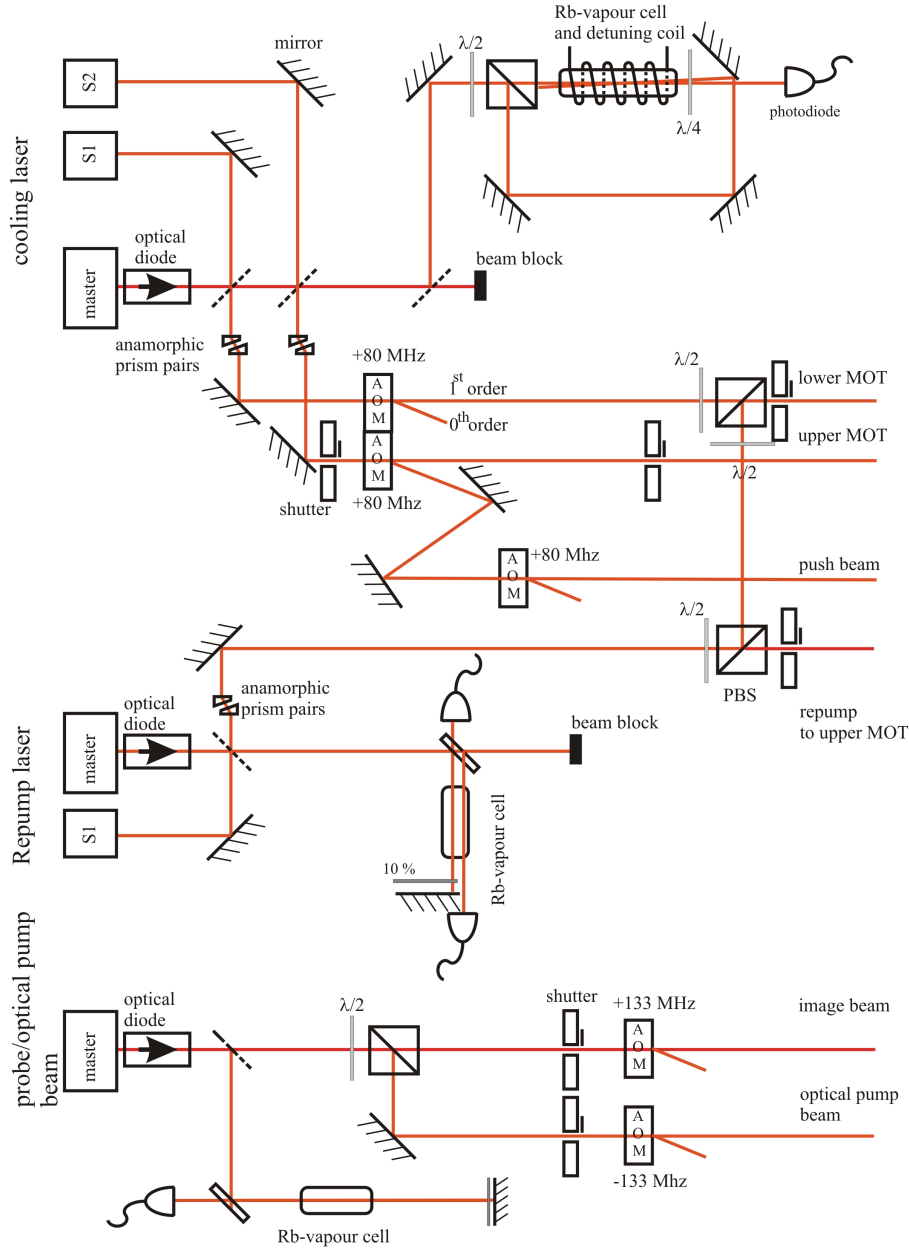 Rb-vapour cell
and detuning coil
λ/2
mirror
S2
photodiode
λ/4
S1
cooling laser
optical
diode
beam block
master
anamorphic
prism pairs
+80 MHz
λ/2
A
O
M
1st order
lower MOT
0th order
upper MOT
A
O
M
λ/2
shutter
+80 Mhz
+80 Mhz
A
O
M
push beam
λ/2
PBS
anamorphic
prism pairs
optical
diode
beam block
repump
to upper MOT
master
Repump laser
S1
Rb-vapour cell
10 %
probe/optical pump
beam
optical
diode
λ/2
shutter
+133 MHz
image beam
master
A
O
M
optical pump
beam
A
O
M
-133 Mhz
Rb-vapour cell